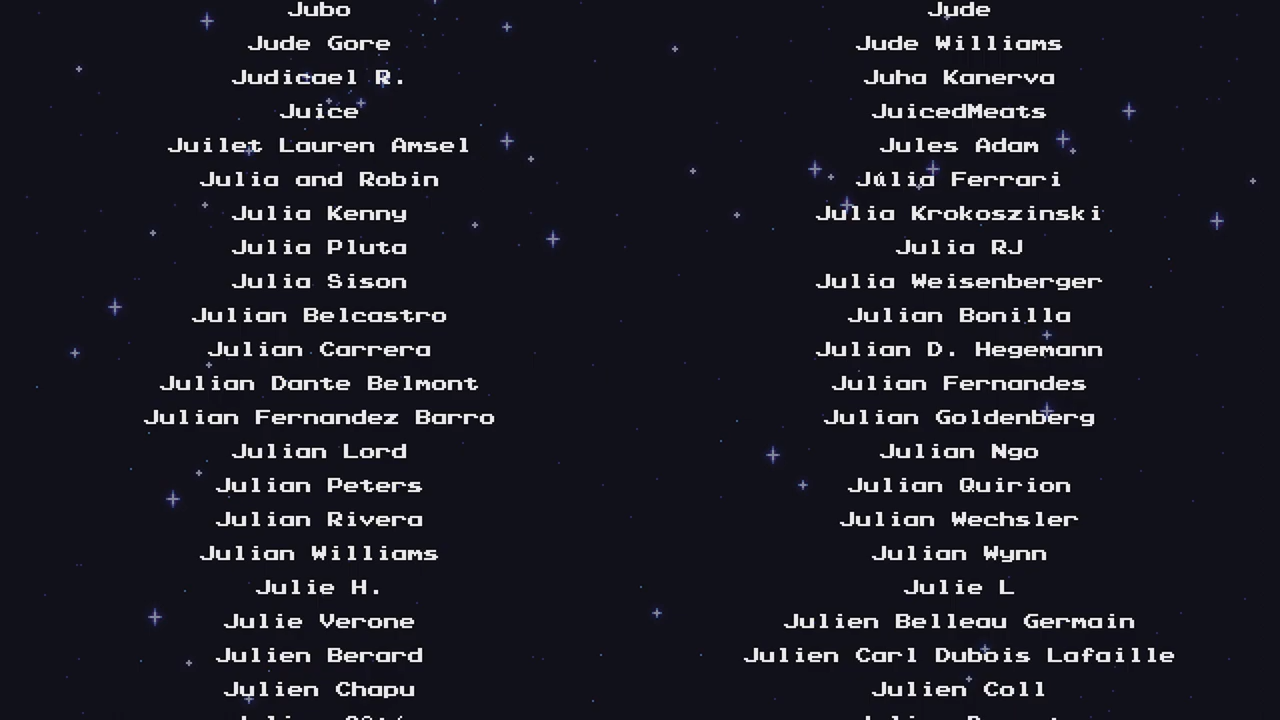 Jubo
Jude
Jude Gore
Jude Williams
Judicael R.
Juha Kanerva
Juice
JuicedMeats
Juilet Lauren Amsel
Jules Adam
Julia and Robin
Júlia Ferrari
Julia Kenny
Julia Krokoszinski
Julia Pluta
Julia RJ
Julia Sison
Julia Weisenberger
Julian Belcastro
Julian Bonilla
Julian Carrera
Julian D. Hegemann
Julian Dante Belmont
Julian Fernandes
Julian Fernandez Barro
Julian Goldenberg
Julian Lord
Julian Ngo
Julian Peters
Julian Quirion
Julian Rivera
Julian Wechsler
Julian Williams
Julian Wynn
Julie H.
Julie L
Julie Verone
Julien Belleau Germain
Julien Berard
Julien Carl Dubois Lafaille
Julien Chapu
Julien Coll